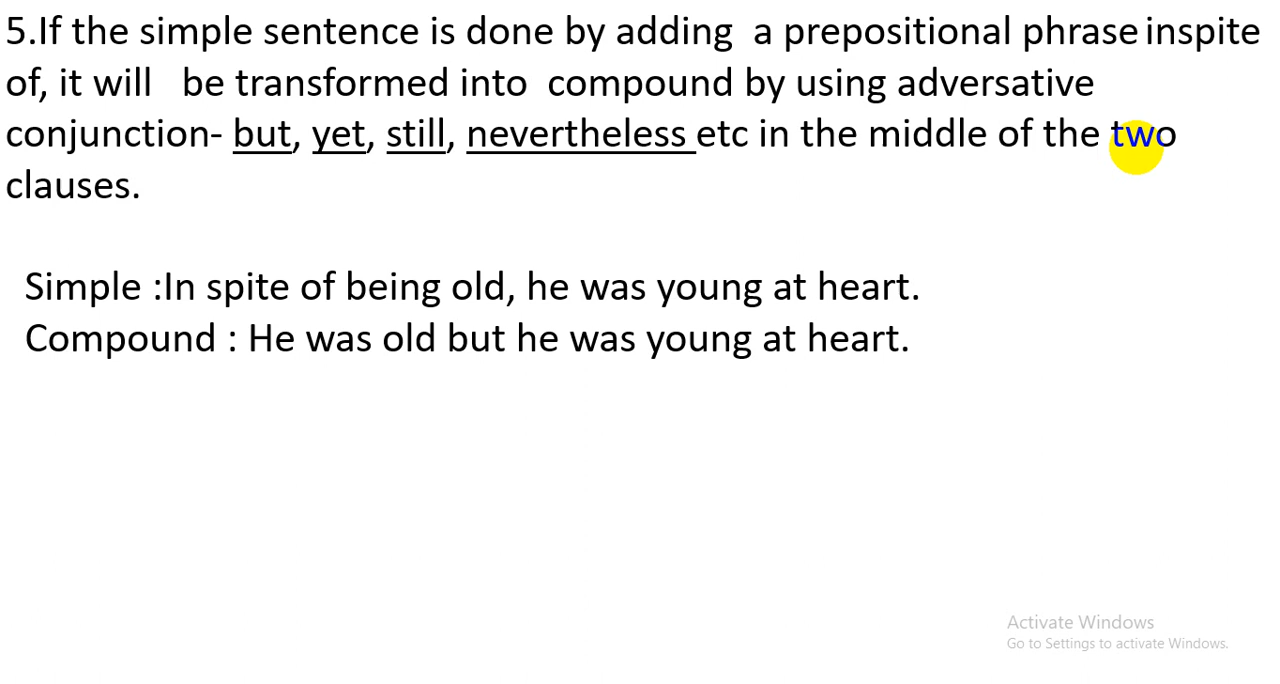 5.If the simple sentence is done by adding a prepositional phrase inspite
of, it will be transformed into compound by using adversative
conjunction- but, yet, still, nevertheless etc in the middle of the two
clauses.
Simple :In spite of being old, he was young at heart.
Compound : He was old but he was young at heart.
Activate Windows
Go to Settings to activate Windows.